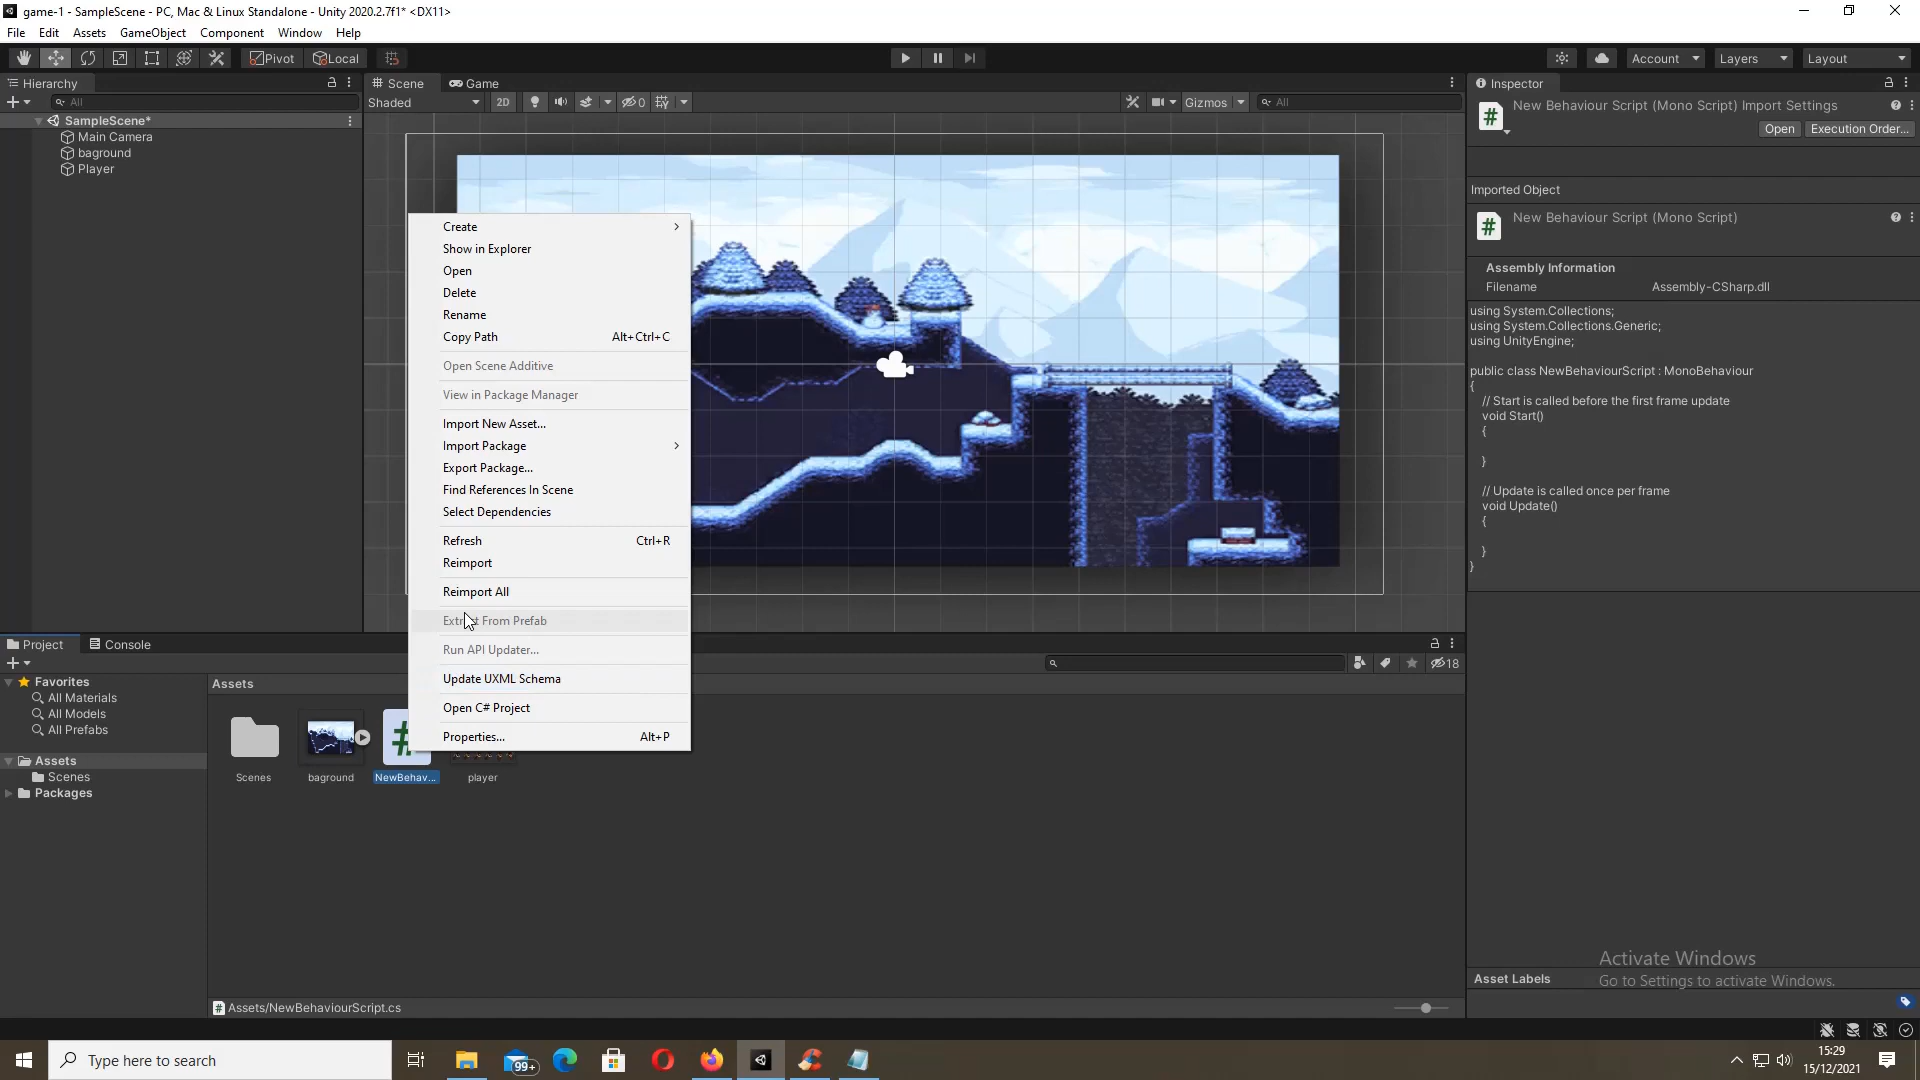 game-1 - SampleScene - PC, Mac & Linux Standalone - Unity 2020.2.7f1* <DX11>
File Edit Assets GameObject Component Window Help
Pivot Local Account Layers Layout
Hierarchy
All
SampleScene*
Main Camera
baground
Player
Scene Game
Shaded 2D 0 Gizmos All
Create
Show in Explorer
Open
Delete
Rename
Copy Path Alt+Ctrl+C
Open Scene Additive
View in Package Manager
Import New Asset...
Import Package
Export Package...
Find References In Scene
Select Dependencies
Refresh Ctrl+R
Reimport
Reimport All
Extract From Prefab
Run API Updater...
Update UXML Schema
Open C# Project
Properties... Alt+P
Inspector
New Behaviour Script (Mono Script) Import Settings
Open Execution Order...
Imported Object
New Behaviour Script (Mono Script)
Assembly Information
Filename Assembly-CSharp.dll
using System.Collections;
using System.Collections.Generic;
using UnityEngine;
public class NewBehaviourScript : MonoBehaviour
{
// Start is called before the first frame update
void Start()
{
}
// Update is called once per frame
void Update()
{
}
}
Asset Labels
Activate Windows
Go to Settings to activate Windows.
Project Console
18
Favorites
All Materials
All Models
All Prefabs
Assets
Scenes
Packages
Assets
#
Scenes baground NewBehav... player
Assets/NewBehaviourScript.cs
Type here to search
99+
15:29
15/12/2021